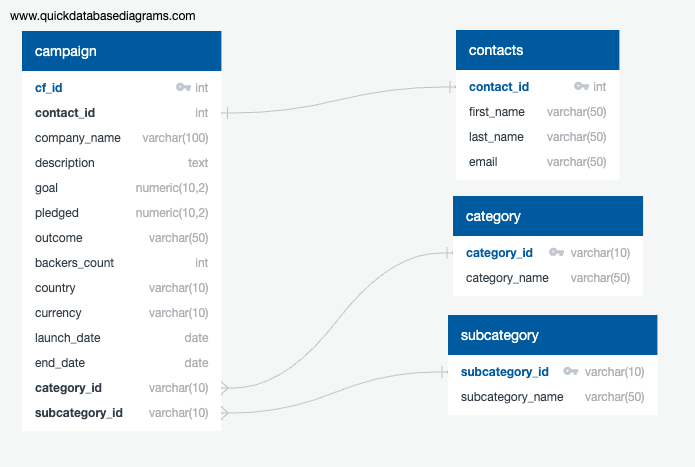 www.quickdatabasediagrams.com
campaign
cf_id int
contact_id int
company_name varchar(100)
description text
goal numeric(10,2)
pledged numeric(10,2)
outcome varchar(50)
backers_count int
country varchar(10)
currency varchar(10)
launch_date date
end_date date
category_id varchar(10)
subcategory_id varchar(10)
contacts
contact_id int
first_name varchar(50)
last_name varchar(50)
email varchar(50)
category
category_id varchar(10)
category_name varchar(50)
subcategory
subcategory_id varchar(10)
subcategory_name varchar(50)